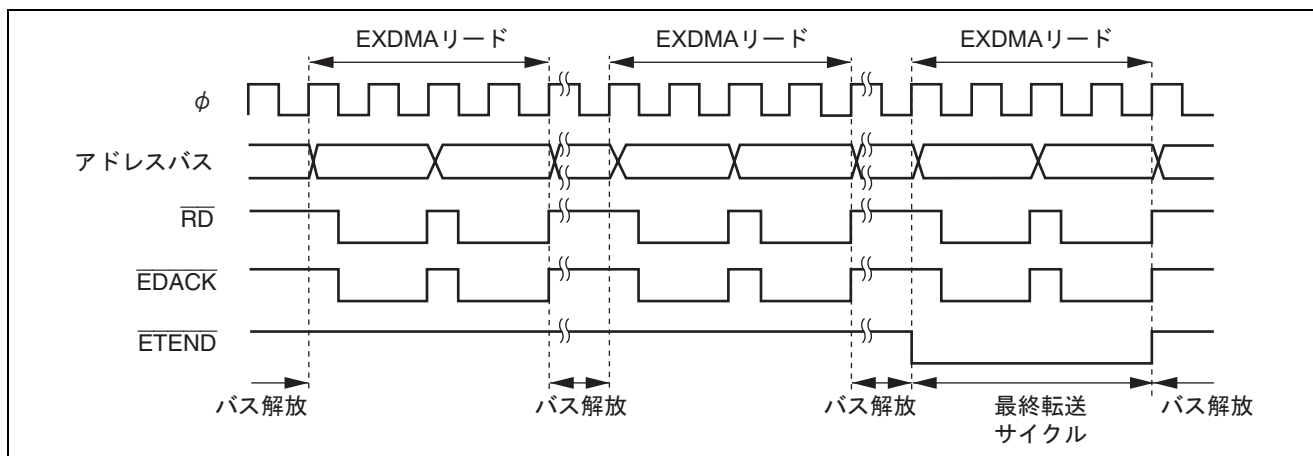 EXDMAリード EXDMAリード EXDMAリード
φ
アドレスバス
RD
EDACK
ETEND
バス解放 バス解放 バス解放 最終転送 バス解放
サイクル